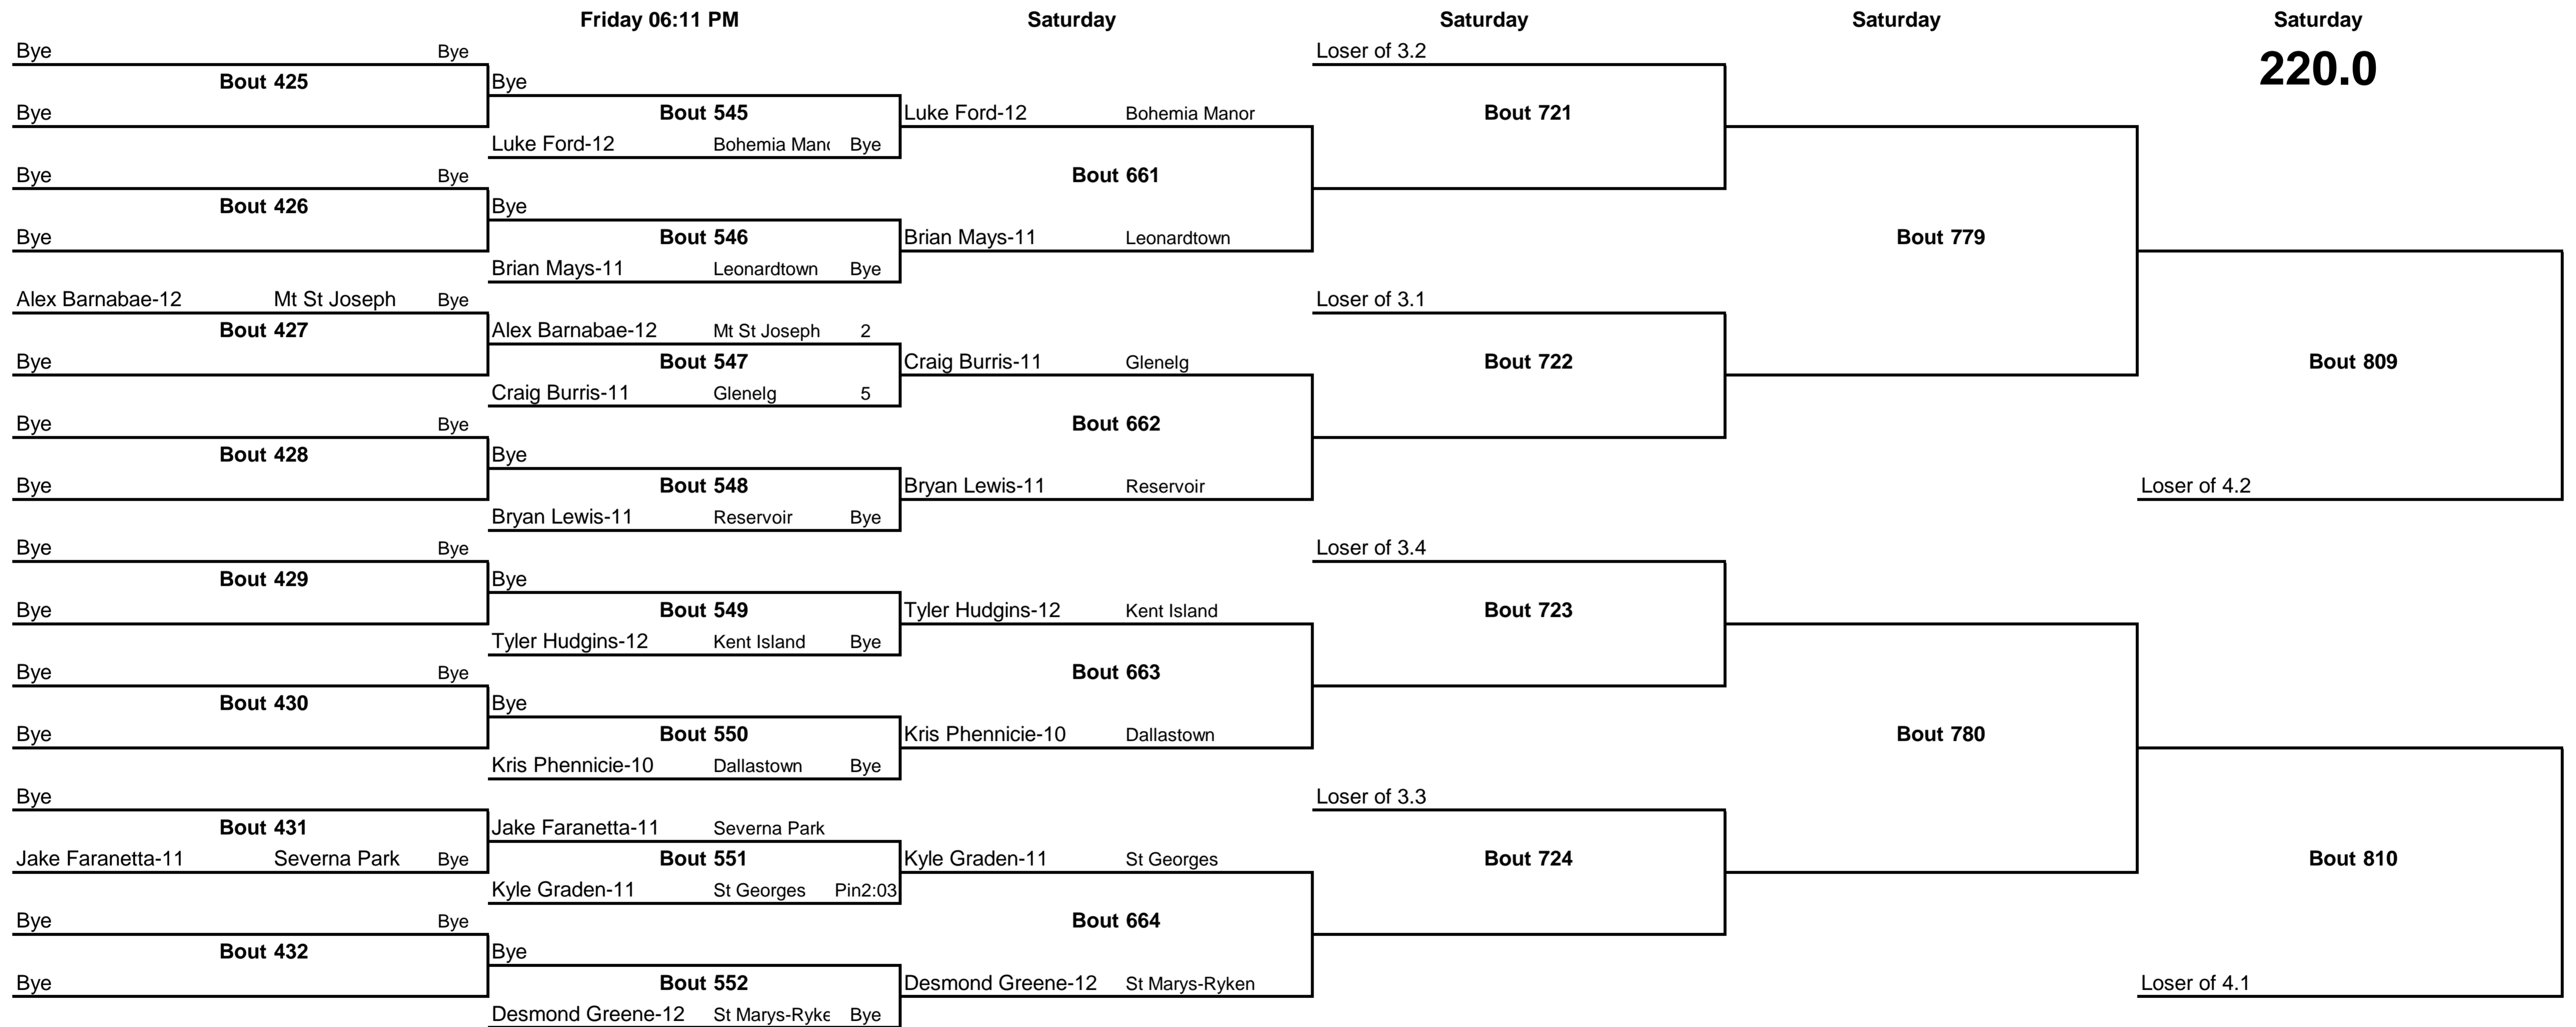 Friday 06:11 PM Saturday Saturday Saturday Saturday
Bye Bye Loser of 3.2 220.0
Bout 425 Bye
Bye Bout 545 Luke Ford-12 Bohemia Manor Bout 721
Luke Ford-12 Bohemia Mano Bye
Bye Bye Bout 661
Bout 426 Bye
Bye Bout 546 Brian Mays-11 Leonardtown Bout 779
Brian Mays-11 Leonardtown Bye
Alex Barnabae-12 Mt St Joseph Bye Loser of 3.1
Bout 427 Alex Barnabae-12 Mt St Joseph 2
Bye Bout 547 Craig Burris-11 Glenelg Bout 722 Bout 809
Craig Burris-11 Glenelg 5
Bye Bye Bout 662
Bout 428 Bye
Bye Bout 548 Bryan Lewis-11 Reservoir Loser of 4.2
Bryan Lewis-11 Reservoir Bye
Bye Bye Loser of 3.4
Bout 429 Bye
Bye Bout 549 Tyler Hudgins-12 Kent Island Bout 723
Tyler Hudgins-12 Kent Island Bye
Bye Bye Bout 663
Bout 430 Bye
Bye Bout 550 Kris Phennicie-10 Dallastown Bout 780
Kris Phennicie-10 Dallastown Bye
Bye Loser of 3.3
Bout 431 Jake Faranetta-11 Severna Park
Jake Faranetta-11 Severna Park Bye Bout 551 Kyle Graden-11 St Georges Bout 724 Bout 810
Kyle Graden-11 St Georges Pin2:03
Bye Bye Bout 664
Bout 432 Bye
Bye Bout 552 Desmond Greene-12 St Marys-Ryken Loser of 4.1
Desmond Greene-12 St Marys-Ryke Bye